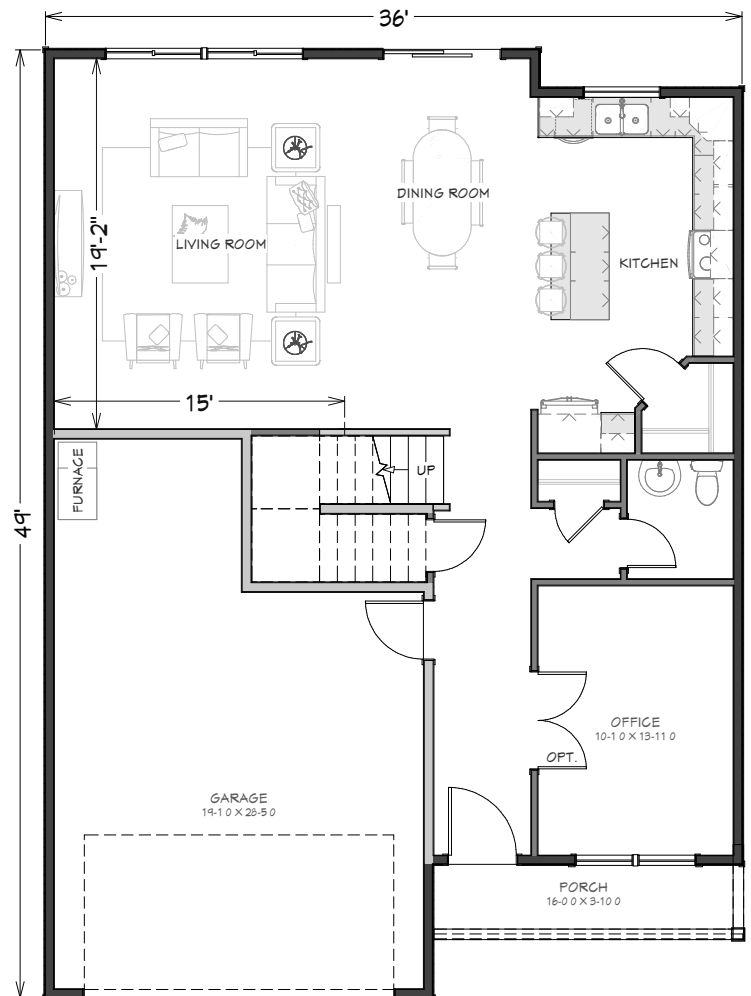 36'
19'-2"
DINING ROOM
LIVING ROOM
KITCHEN
15'
UP
FURNACE
49'
OFFICE
10-1 0 X 13-11 0
OPT.
GARAGE
19-1 0 X 28-5 0
PORCH
16-0 0 X 3-10 0